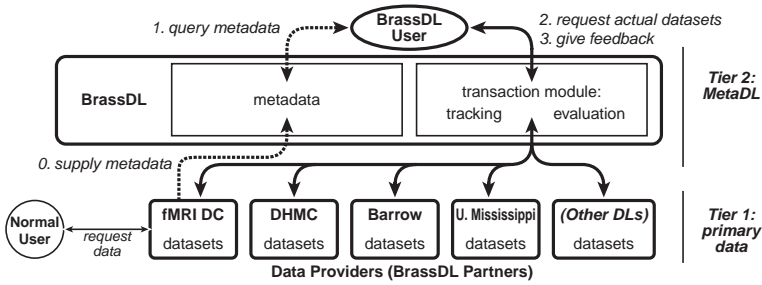 1. query metadata
BrassDL
User
2. request actual datasets
3. give feedback
BrassDL
metadata
transaction module:
tracking evaluation
Tier 2:
MetaDL
0. supply metadata
Normal
User
request
data
fMRI DC
datasets
DHMC
datasets
Barrow
datasets
U. Mississippi
datasets
(Other DLs)
datasets
Tier 1:
primary
data
Data Providers (BrassDL Partners)